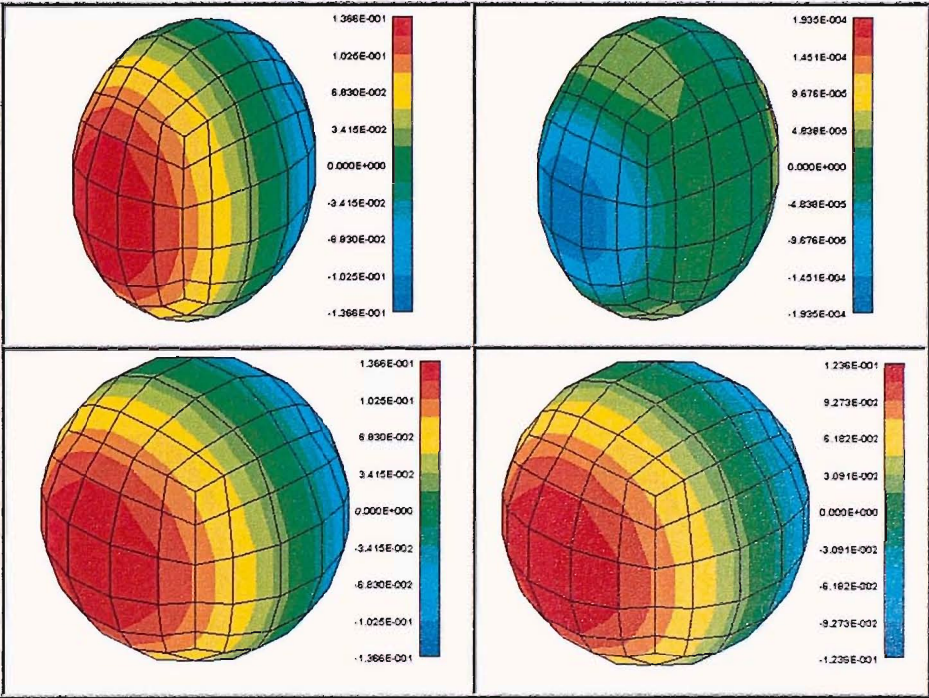 1.366E-001
1.025E-001
6.830E-002
3.415E-002
0.000E+000
-3.415E-002
-6.830E-002
-1.025E-001
-1.366E-001
1.935E-004
1.451E-004
9.676E-005
4.838E-005
0.000E+000
-4.838E-005
-9.676E-005
-1.451E-004
-1.935E-004
1.366E-001
1.025E-001
6.830E-002
3.415E-002
0.000E+000
-3.415E-002
-6.830E-002
-1.025E-001
-1.366E-001
1.236E-001
9.273E-002
6.182E-002
3.091E-002
0.000E+000
-3.091E-002
-6.182E-002
-9.273E-002
-1.236E-001